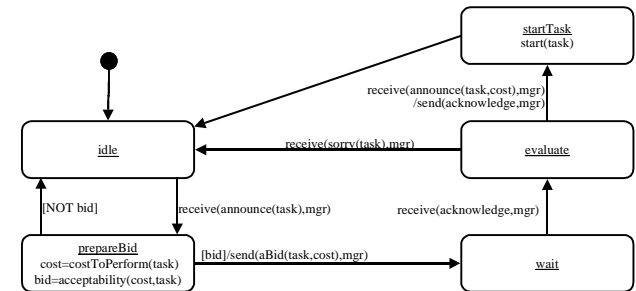 startTask
start(task)
receive(announce(task,cost),mgr)
/send(acknowledge,mgr)
idle
receive(sorry(task),mgr)
evaluate
[NOT bid]
receive(announce(task),mgr)
receive(acknowledge,mgr)
prepareBid
cost=costToPerform(task)
bid=acceptability(cost,task)
[bid]/send(aBid(task,cost),mgr)
wait